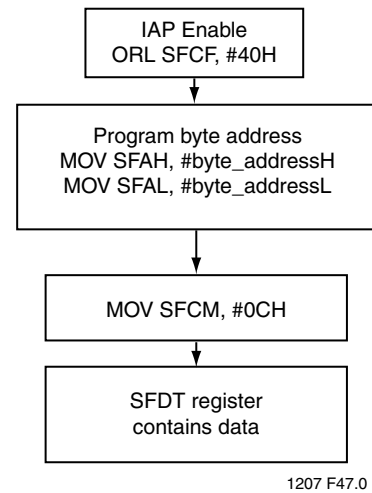 IAP Enable
ORL SFCF, #40H
Program byte address
MOV SFAH, #byte_addressH
MOV SFAL, #byte_addressL
MOV SFCM, #0CH
SFDT register
contains data
1207 F47.0